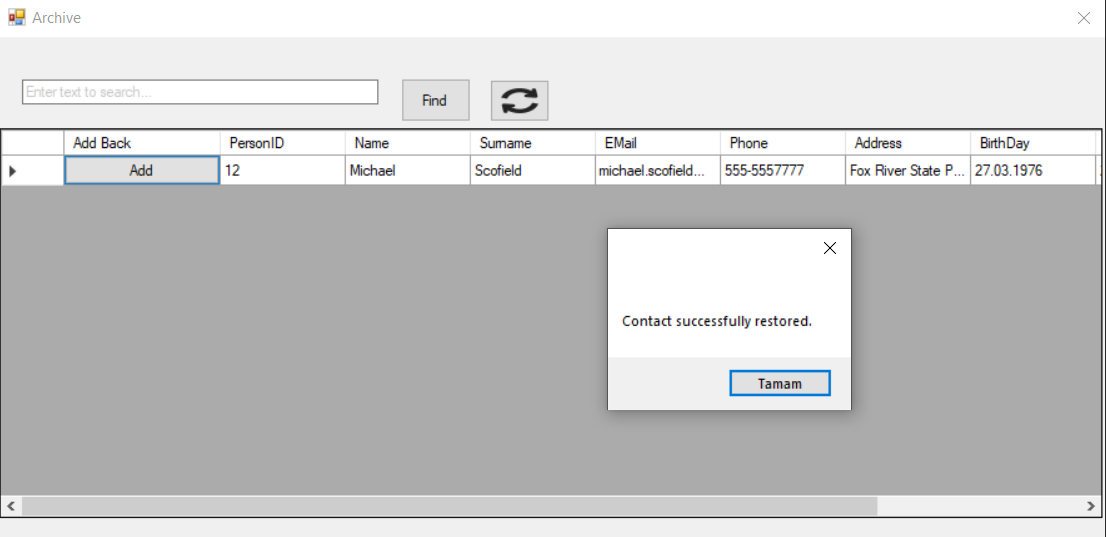 Archive
Enter text to search...
Find
Add Back PersonID Name Surname EMail Phone Address BirthDay
Add 12 Michael Scofield michael.scofield... 555-5557777 Fox River State P... 27.03.1976
Contact successfully restored.
Tamam